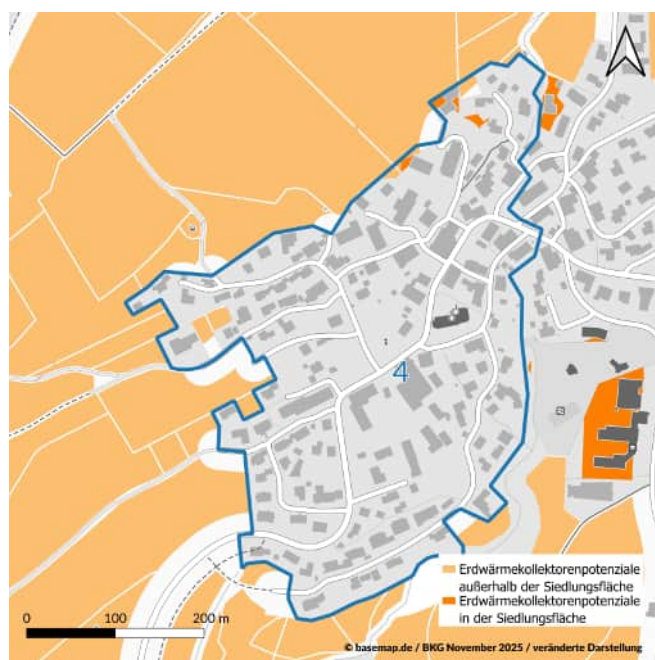 4
Erdwärmekollektorenpotenziale
außerhalb der Siedlungsfläche
Erdwärmekollektorenpotenziale
in der Siedlungsfläche
0 100 200 m
© basemap.de / BKG November 2025 / veränderte Darstellung